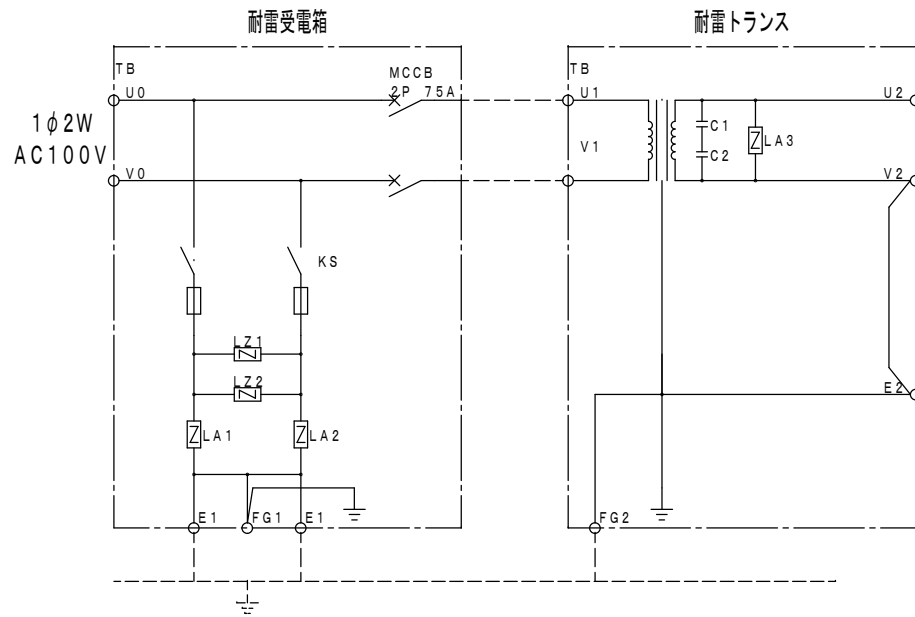 耐雷受電箱
耐雷トランス
TB
MCCB
2P 75A
TB
U0
U1
U2
1φ2W
AC100V
V1
C1
C2
LA3
V0
V2
KS
LZ1
LZ2
E2
LA1
LA2
E1
FG1
E1
FG2